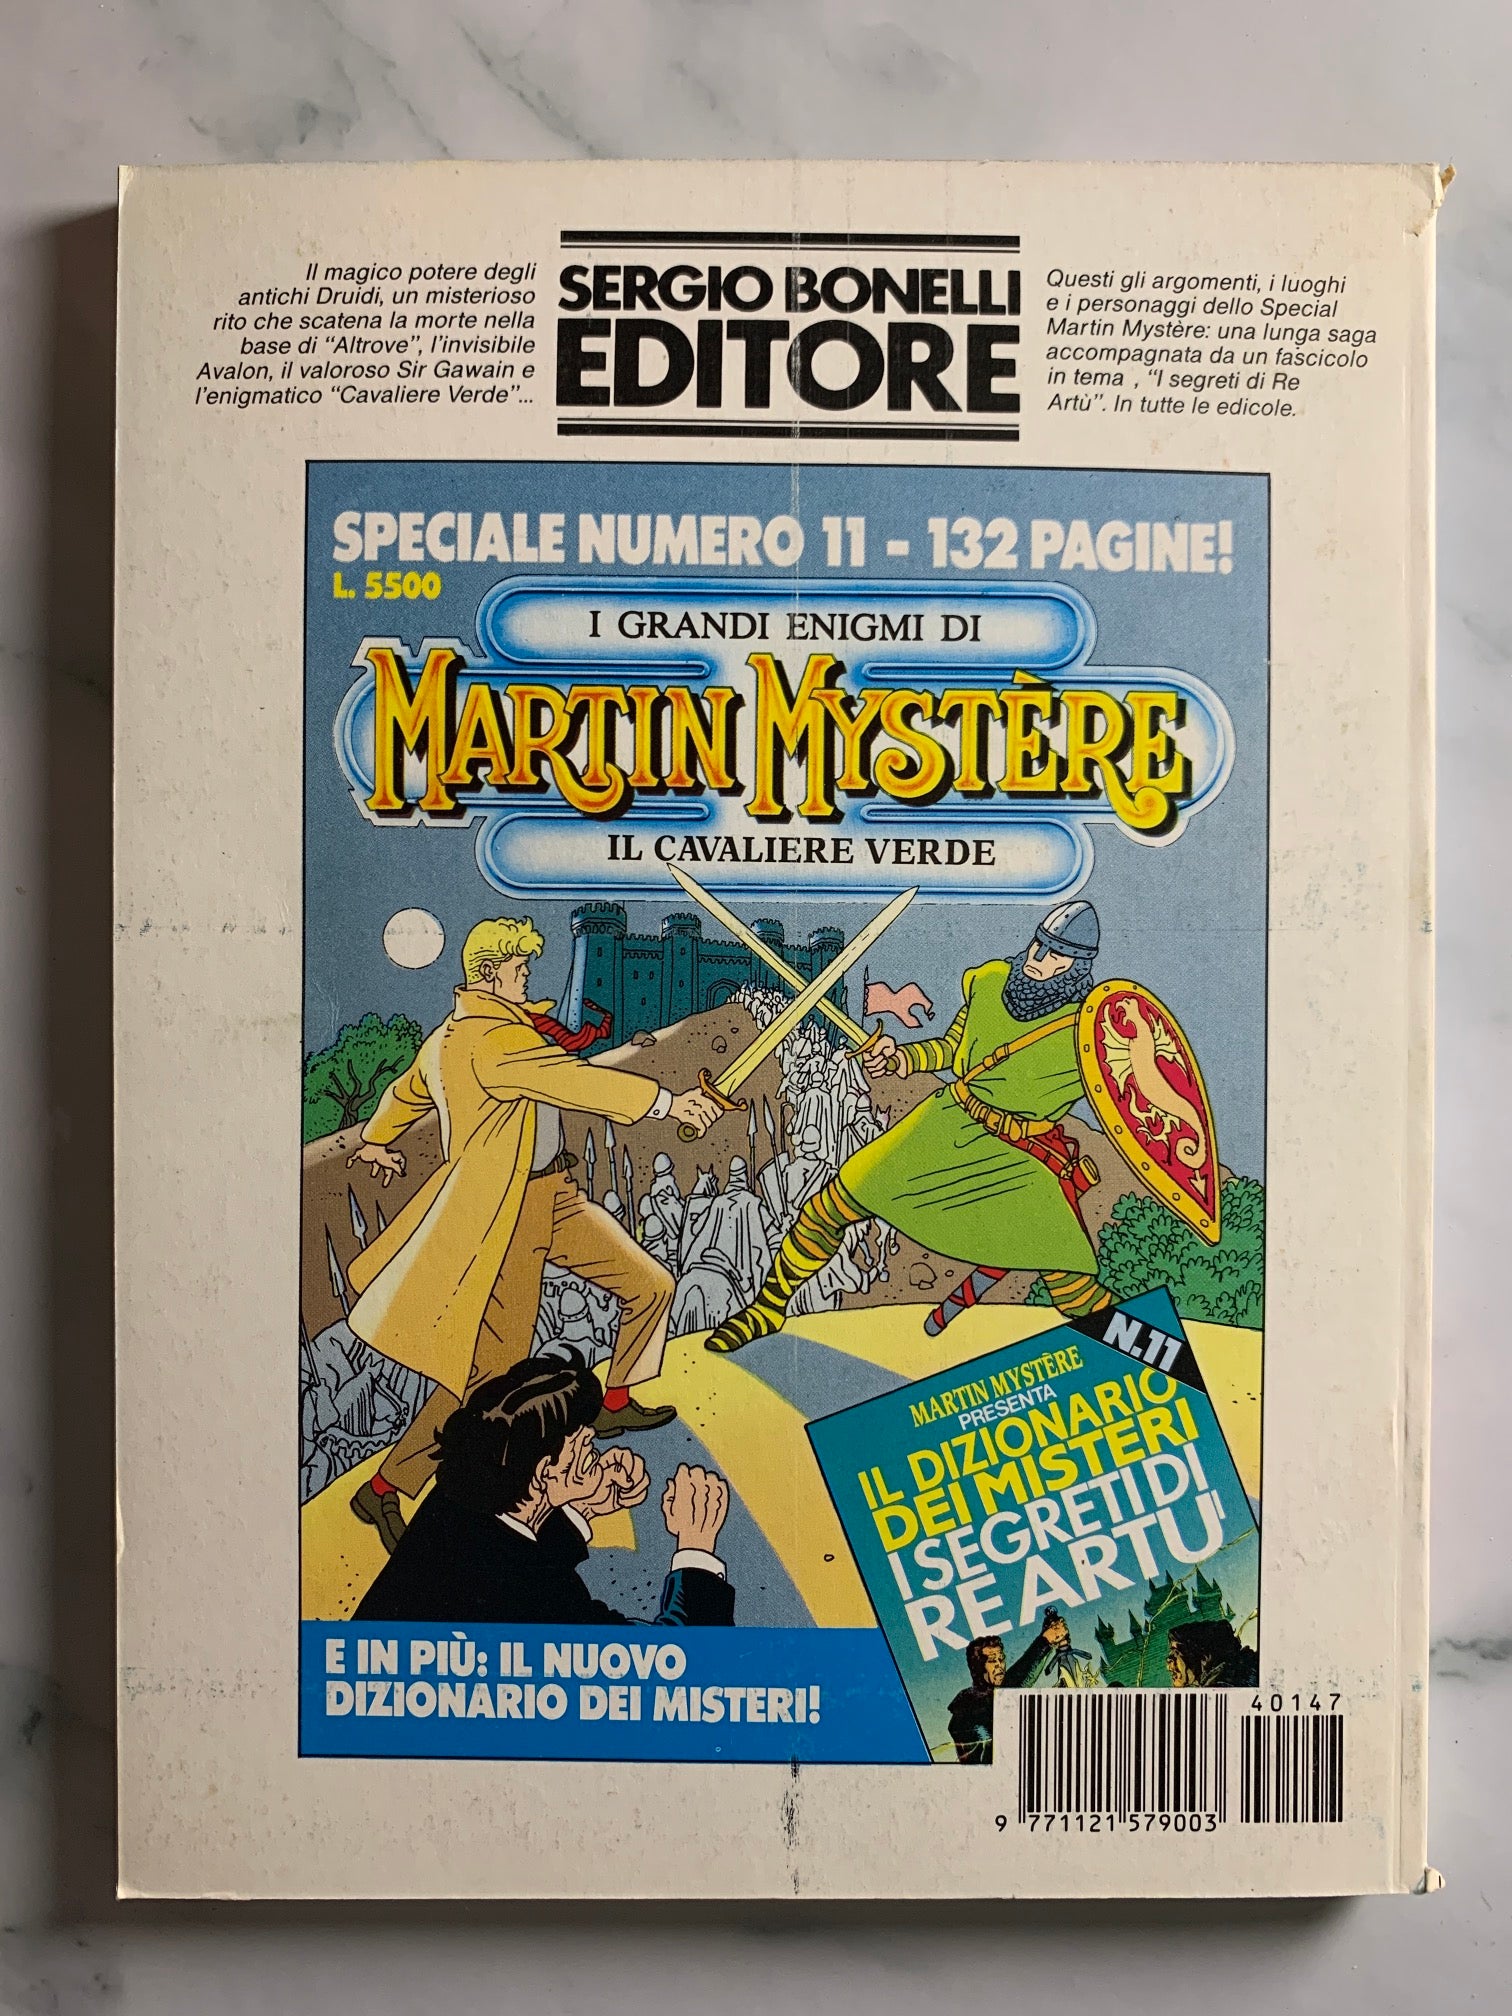 Il magico potere degli
antichi Druidi, un misterioso
rito che scatena la morte nella
base di "Altrove", l'invisibile
Avalon, il valoroso Sir Gawain e
l'enigmatico "Cavaliere Verde"...
SERGIO BONELLI
EDITORE
Questi gli argomenti, i luoghi
e i personaggi dello Special
Martin Mystère: una lunga saga
accompagnata da un fascicolo
in tema , "I segreti di Re
Artù". In tutte le edicole.
SPECIALE NUMERO 11 - 132 PAGINE!
L. 5500
I GRANDI ENIGMI DI
MARTIN MYSTÈRE
IL CAVALIERE VERDE
N.11
MARTIN MYSTÈRE
PRESENTA
IL DIZIONARIO
DEI MISTERI
I SEGRETI DI
RE ARTU'
E IN PIÙ: IL NUOVO
DIZIONARIO DEI MISTERI!
40147
9 771121 579003